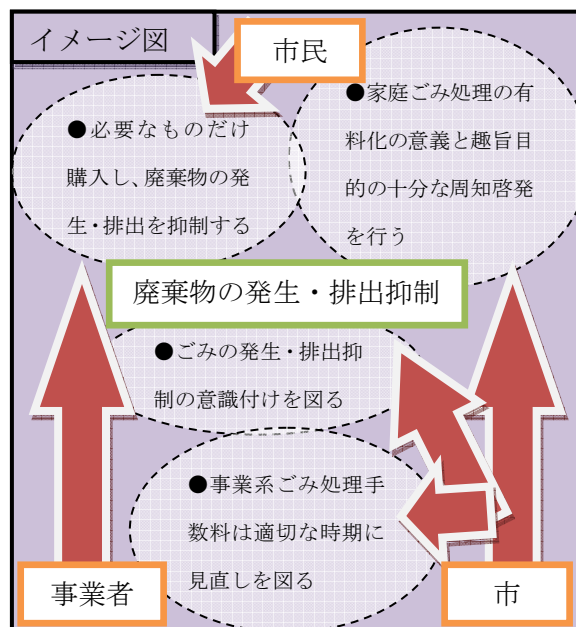 イメージ図
市民
●必要なものだけ
購入し、廃棄物の発
生・排出を抑制する
●家庭ごみ処理の有
料化の意義と趣旨目
的の十分な周知啓発
を行う
廃棄物の発生・排出抑制
●ごみの発生・排出抑
制の意識付けを図る
●事業系ごみ処理手
数料は適切な時期に
見直しを図る
事業者
市